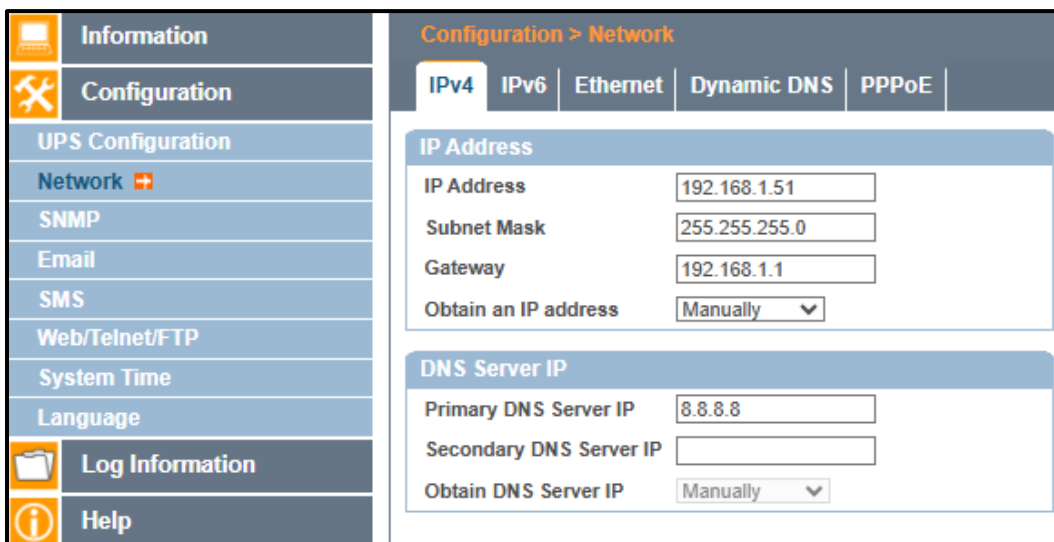 Information
Configuration
UPS Configuration
Network
SNMP
Email
SMS
Web/Telnet/FTP
System Time
Language
Log Information
Help
Configuration > Network
IPv4 IPv6 Ethernet Dynamic DNS PPPoE
IP Address
IP Address 192.168.1.51
Subnet Mask 255.255.255.0
Gateway 192.168.1.1
Obtain an IP address Manually
DNS Server IP
Primary DNS Server IP 8.8.8.8
Secondary DNS Server IP
Obtain DNS Server IP Manually